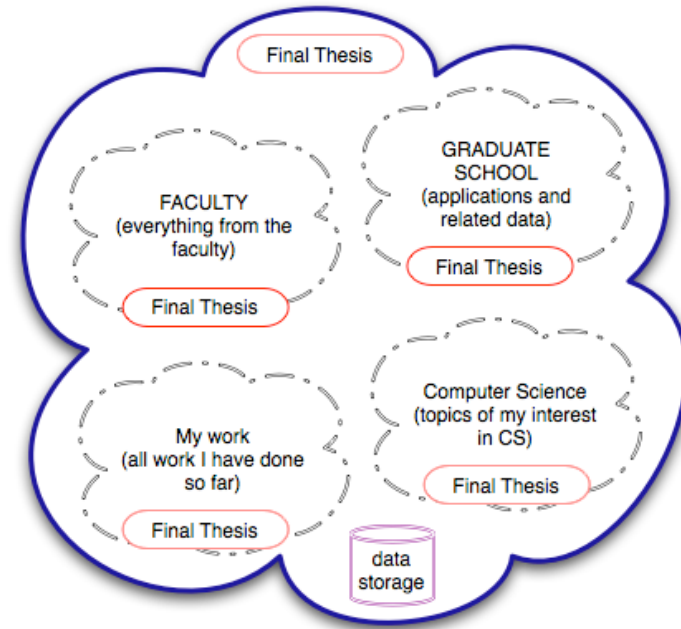 Final Thesis
FACULTY
(everything from the
faculty)
Final Thesis
GRADUATE
SCHOOL
(applications and
related data)
Final Thesis
My work
(all work I have done
so far)
Final Thesis
Computer Science
(topics of my interest
in CS)
Final Thesis
data
storage